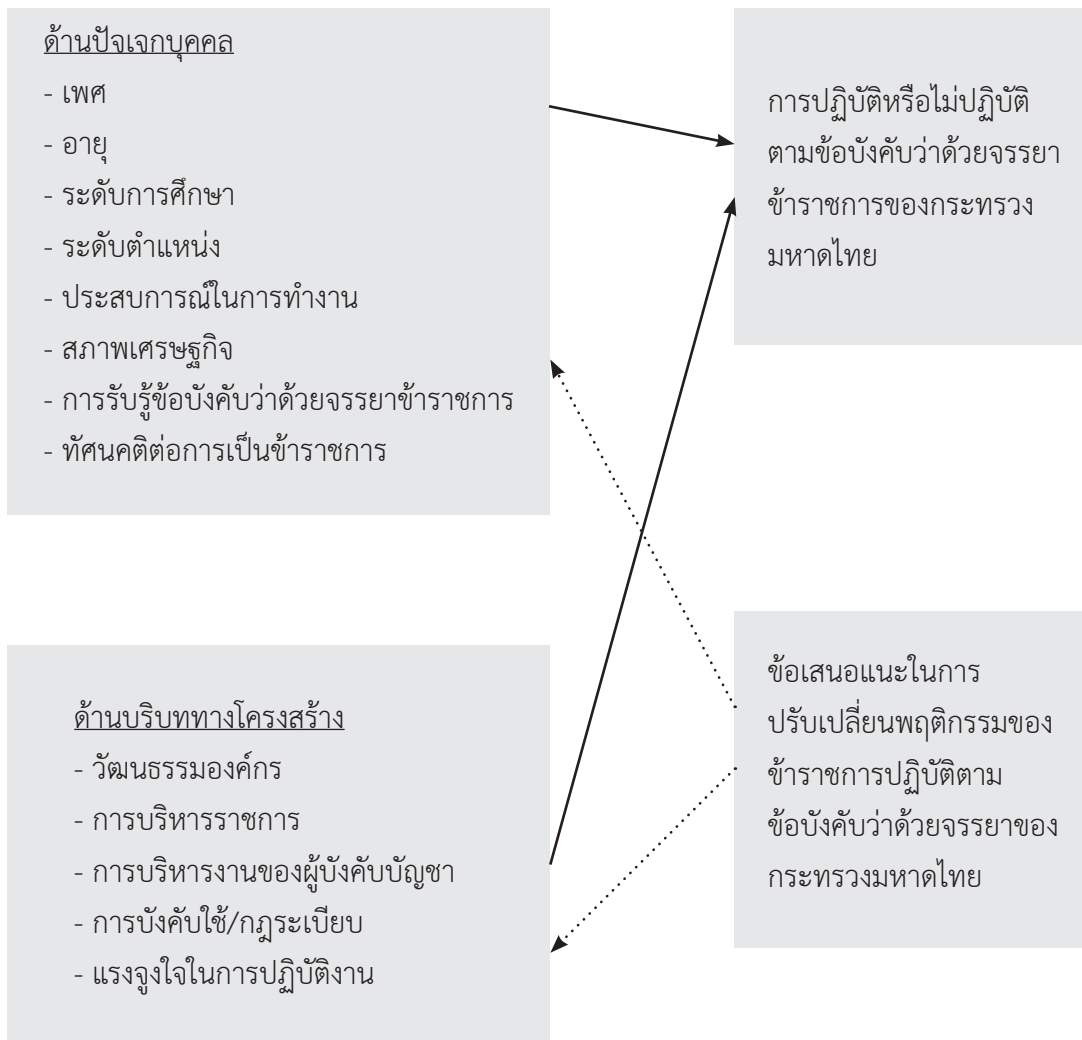 ด้านปัจเจกบุคคล
- เพศ
- อายุ
- ระดับการศึกษา
- ระดับตำแหน่ง
- ประสบการณ์ในการทำงาน
- สภาพเศรษฐกิจ
- การรับรู้ข้อบังคับว่าด้วยจรรยาข้าราชการ
- ทัศนคติต่อการเป็นข้าราชการ
การปฏิบัติหรือไม่ปฏิบัติ
ตามข้อบังคับว่าด้วยจรรยา
ข้าราชการของกระทรวง
มหาดไทย
ด้านบริบททางโครงสร้าง
- วัฒนธรรมองค์กร
- การบริหารราชการ
- การบริหารงานของผู้บังคับบัญชา
- การบังคับใช้/กฎระเบียบ
- แรงจูงใจในการปฏิบัติงาน
ข้อเสนอแนะในการ
ปรับเปลี่ยนพฤติกรรมของ
ข้าราชการปฏิบัติตาม
ข้อบังคับว่าด้วยจรรยาของ
กระทรวงมหาดไทย